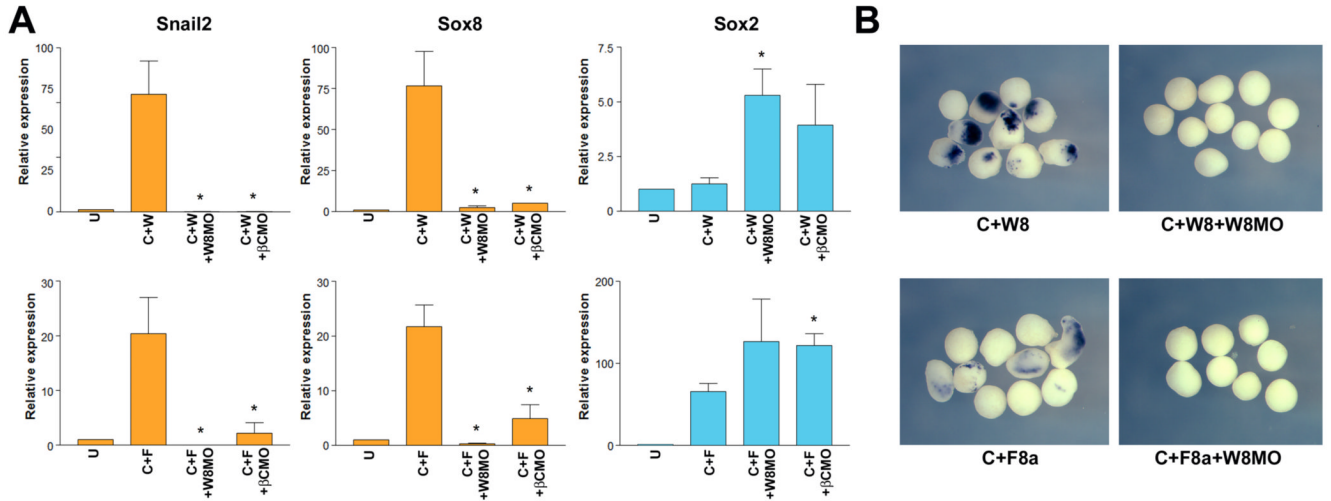 A
B
Snail2
Sox8
Sox2
Relative expression
100
75
50
25
0
U
C+W
C+W
+W8MO
C+W
+βCMO
Relative expression
100
75
50
25
0
U
C+W
C+W
+W8MO
C+W
+βCMO
Relative expression
7.5
5.0
2.5
0
U
C+W
C+W
+W8MO
C+W
+βCMO
* *
* *
*
C+W8
C+W8+W8MO
Relative expression
30
20
10
0
U
C+F
C+F
+W8MO
C+F
+βCMO
Relative expression
30
20
10
0
U
C+F
C+F
+W8MO
C+F
+βCMO
Relative expression
200
100
0
U
C+F
C+F
+W8MO
C+F
+βCMO
* *
* *
*
C+F8a
C+F8a+W8MO